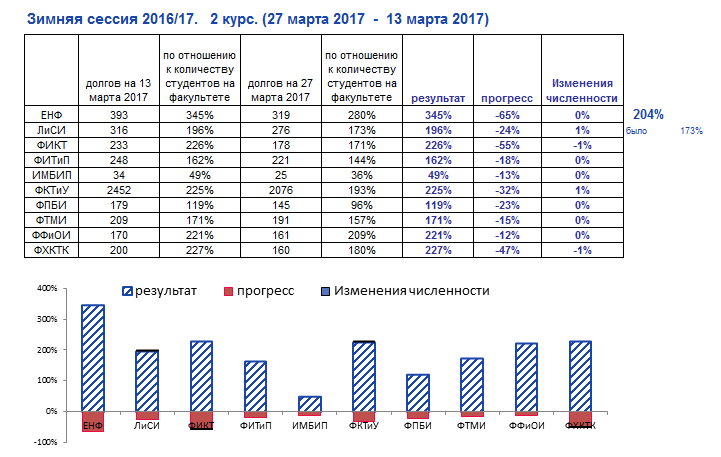 Зимняя сессия 2016/17. 2 курс. (27 марта 2017 - 13 марта 2017)
долгов на 13 марта 2017 по отношению к количеству студентов на факультете долгов на 27 марта 2017 по отношению к количеству студентов на факультете результат прогресс Изменения численности
ЕНФ 393 345% 319 280% 345% -65% 0% 204%
ЛиСИ 316 196% 276 173% 196% -24% 1% было 173%
ФИКТ 233 226% 178 171% 226% -55% -1%
ФИТиП 248 162% 221 144% 162% -18% 0%
ИМБИП 34 49% 25 36% 49% -13% 0%
ФКТиУ 2452 225% 2076 193% 225% -32% 1%
ФПБИ 179 119% 145 96% 119% -23% 0%
ФТМИ 209 171% 191 157% 171% -15% 0%
ФФиОИ 170 221% 161 209% 221% -12% 0%
ФХКТК 200 227% 160 180% 227% -47% -1%
результат прогресс Изменения численности
400%
300%
200%
100%
0%
-100%
ЕНФ ЛиСИ ФИКТ ФИТиП ИМБИП ФКТиУ ФПБИ ФТМИ ФФиОИ ФХКТК